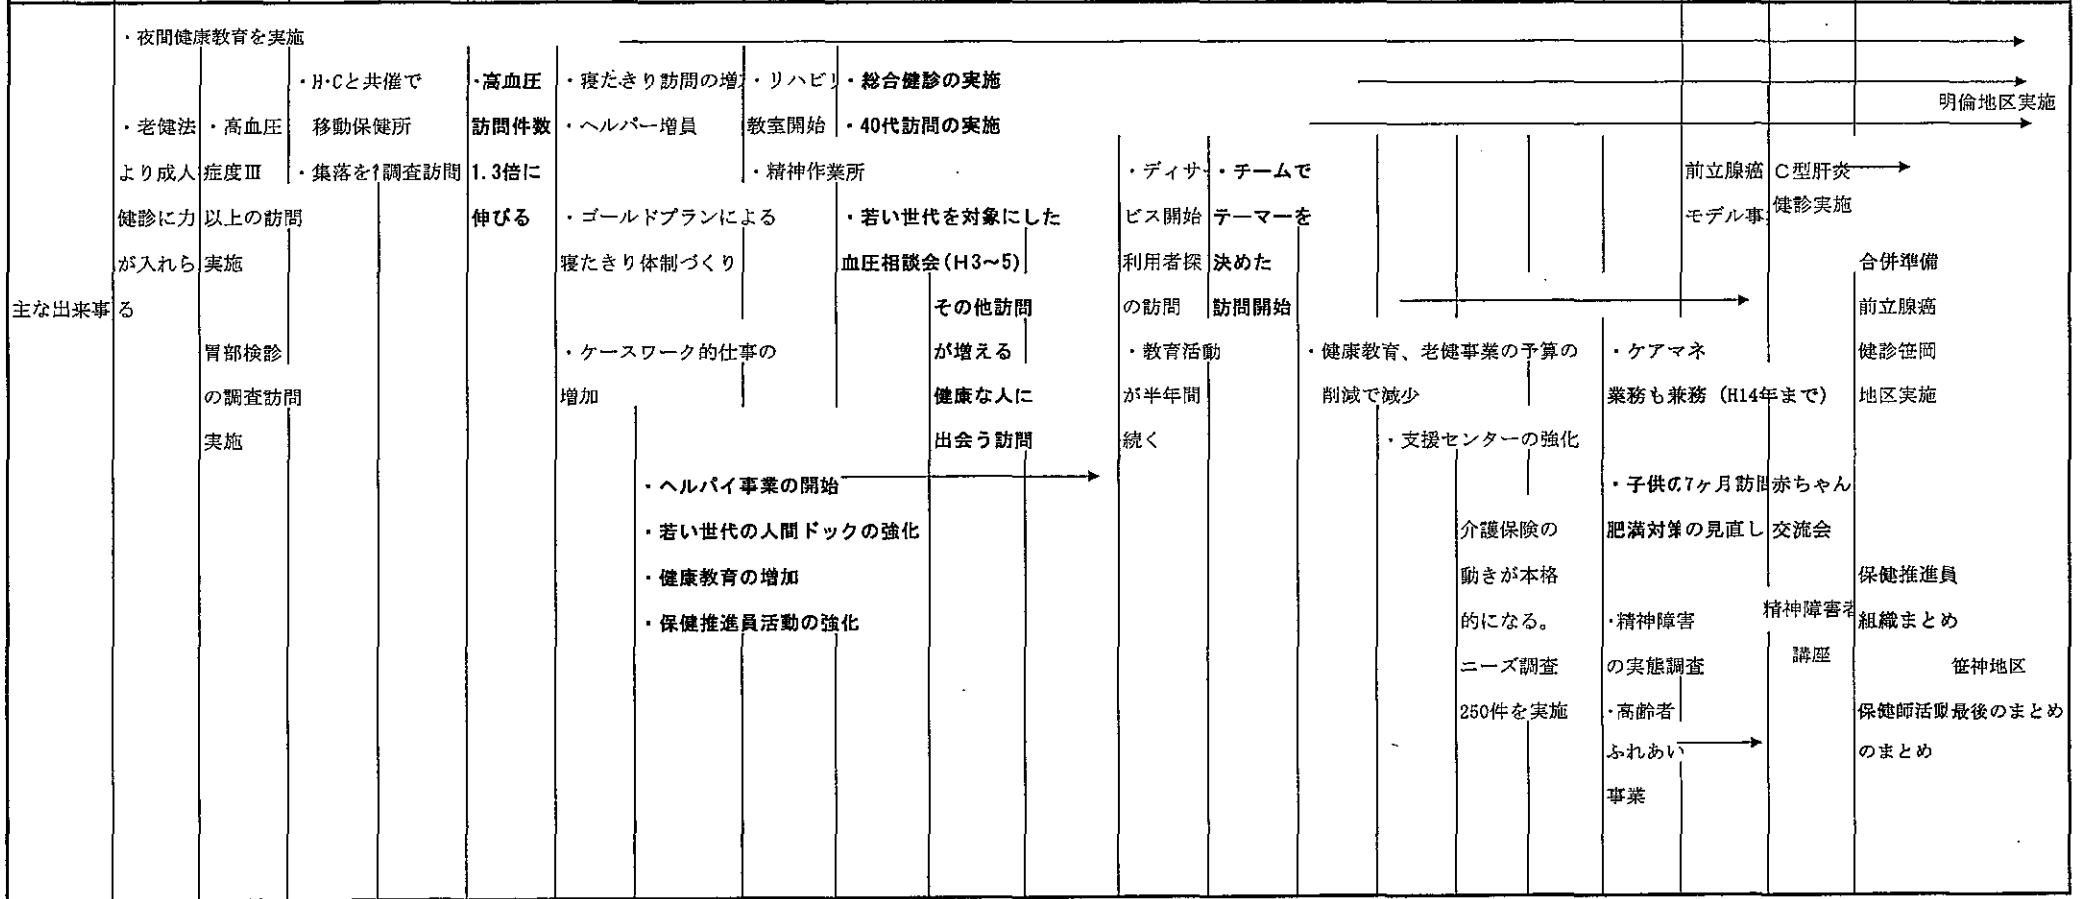 主な出来事
・夜間健康教育を実施
・老健法
より成人
健診に力
が入れら
る
・高血圧
症度Ⅲ
以上の訪問
実施
胃部検診
の調査訪問
実施
・H・Cと共催で
移動保健所
・集落を
調査訪問
・高血圧
訪問件数
1.3倍に
伸びる
・寝たきり訪問の増
・ヘルパー増員
・ゴールドプランによる
寝たきり体制づくり
・ケースワーク的仕事の
増加
・ヘルパイ事業の開始
・若い世代の人間ドックの強化
・健康教育の増加
・保健推進員活動の強化
・リハビリ
教室開始
・精神作業所
・総合健診の実施
・40代訪問の実施
・若い世代を対象にした
血圧相談会(H3~5)
その他訪問
が増える
健康な人に
出会う訪問
・ディサ
ビス開始
利用者探
の訪問
・教育活動
が半年間
続く
・チームで
テーマーを
決めた
訪問開始
・健康教育、老健事業の予算の
削減で減少
・支援センターの強化
介護保険の
動きが本格
的になる。
ニーズ調査
250件を実施
・ケアマネ
業務も兼務(H14年まで)
・子供の
肥満対策
・精神障害
の実態調査
・高齢者
ふれあい
事業
前立腺癌
モデル事
7ヶ月訪
の見直し
C型肝炎
健診実施
赤ちゃん
交流会
精神障害者
講座
合併準備
前立腺癌
健診笹岡
地区実施
保健推進員
組織まとめ
保健師活
のまとめ
明倫地区実施
笹神地区
最後のまとめ